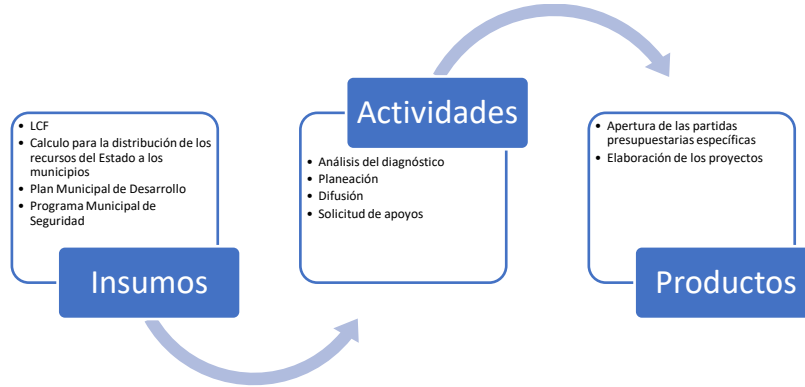 • LCF
• Calculo para la distribución de los
recursos del Estado a los
municipios
• Plan Municipal de Desarrollo
• Programa Municipal de
Seguridad
Insumos
Actividades
• Análisis del diagnóstico
• Planeación
• Difusión
• Solicitud de apoyos
• Apertura de las partidas
presupuestarias específicas
• Elaboración de los proyectos
Productos